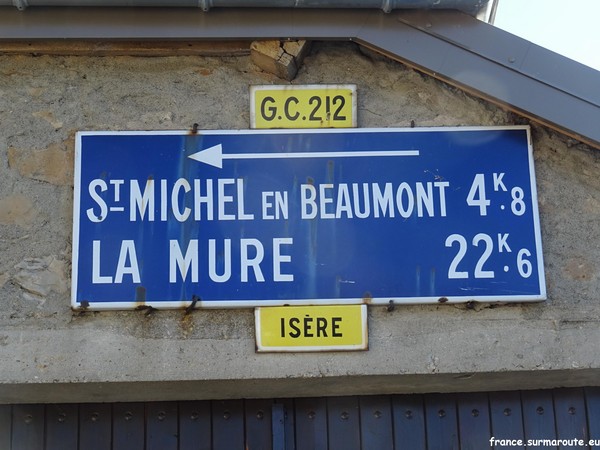 G.C.212
ST-MICHEL EN BEAUMONT 4K.8
LA MURE 22K.6
ISÈRE
france.surmaroute.eu